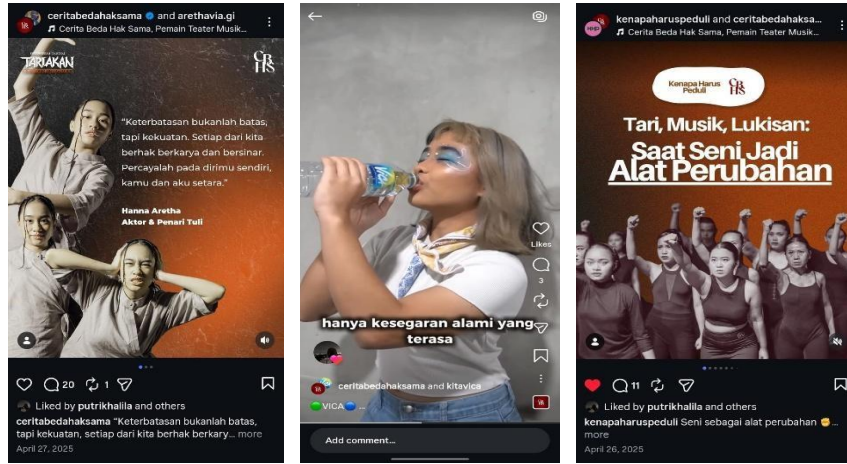 ceritabedahaksama and arethavia.gi
Cerita Beda Hak Sama, Pemain Teater Musik...
TARIAKAN
CB
HS
"Keterbatasan bukanlah batas,
tapi kekuatan. Setiap dari kita
berhak berkarya dan bersinar.
Percayalah pada dirimu sendiri,
kamu dan aku setara."
Hanna Aretha
Aktor & Penari Tuli
20
1
Liked by putrikhalila and others
ceritabedahaksama "Keterbatasan bukanlah batas,
tapi kekuatan, setiap dari kita berhak berkary... more
April 27, 2025
Likes
3
hanya kesegaran alami yang
terasa
ceritabedahaksama and kitavica
VICA ...
Add comment...
kenapaharuspeduli and ceritabedahaksa...
Cerita Beda Hak Sama, Pemain Teater Musik...
Kenapa Harus
Peduli
CB
HS
Tari, Musik, Lukisan:
Saat Seni Jadi
Alat Perubahan
11
Liked by putrikhalila and others
kenapaharuspeduli Seni sebagai alat perubahan ✊...
more
April 26, 2025